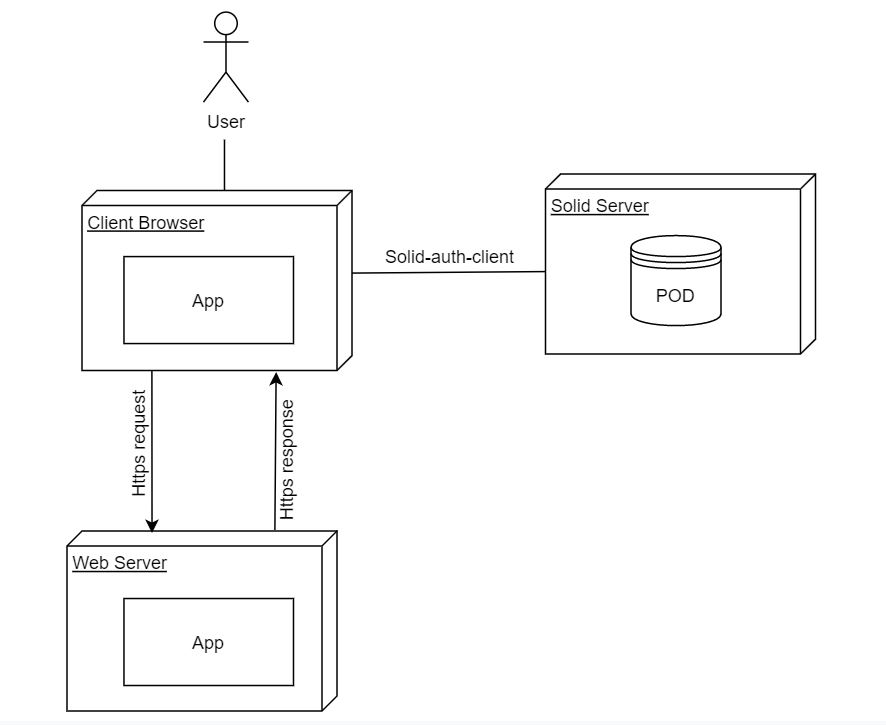 User
Client Browser
App
Solid-auth-client
Solid Server
POD
Https request
Https response
Web Server
App